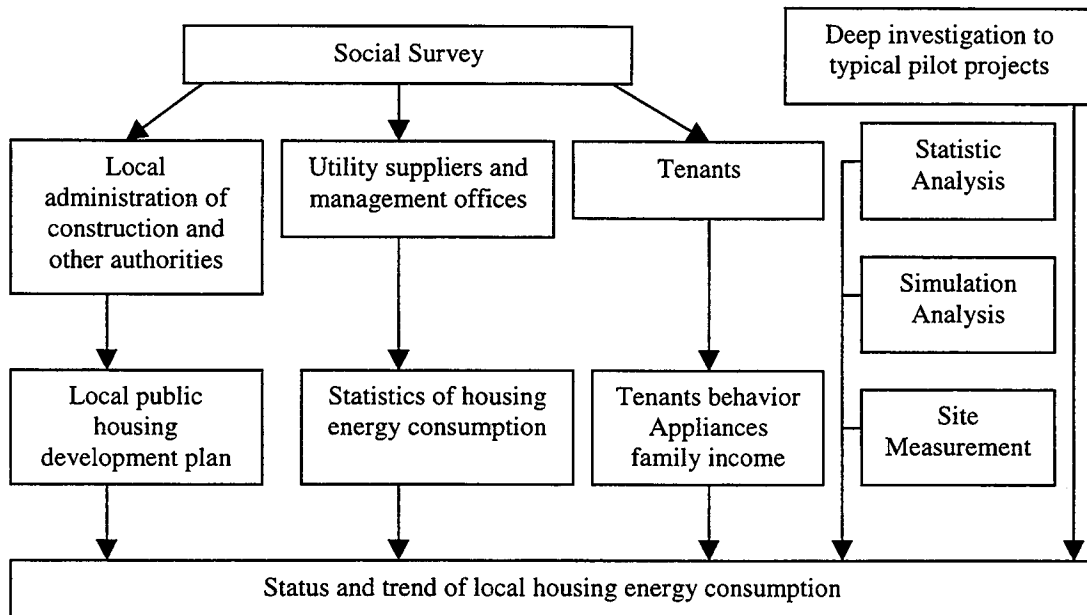 Social Survey
Deep investigation to
typical pilot projects
Local
administration of
construction and
other authorities
Utility suppliers and
management offices
Tenants
Statistic
Analysis
Simulation
Analysis
Local public
housing
development plan
Statistics of housing
energy consumption
Tenants behavior
Appliances
family income
Site
Measurement
Status and trend of local housing energy consumption